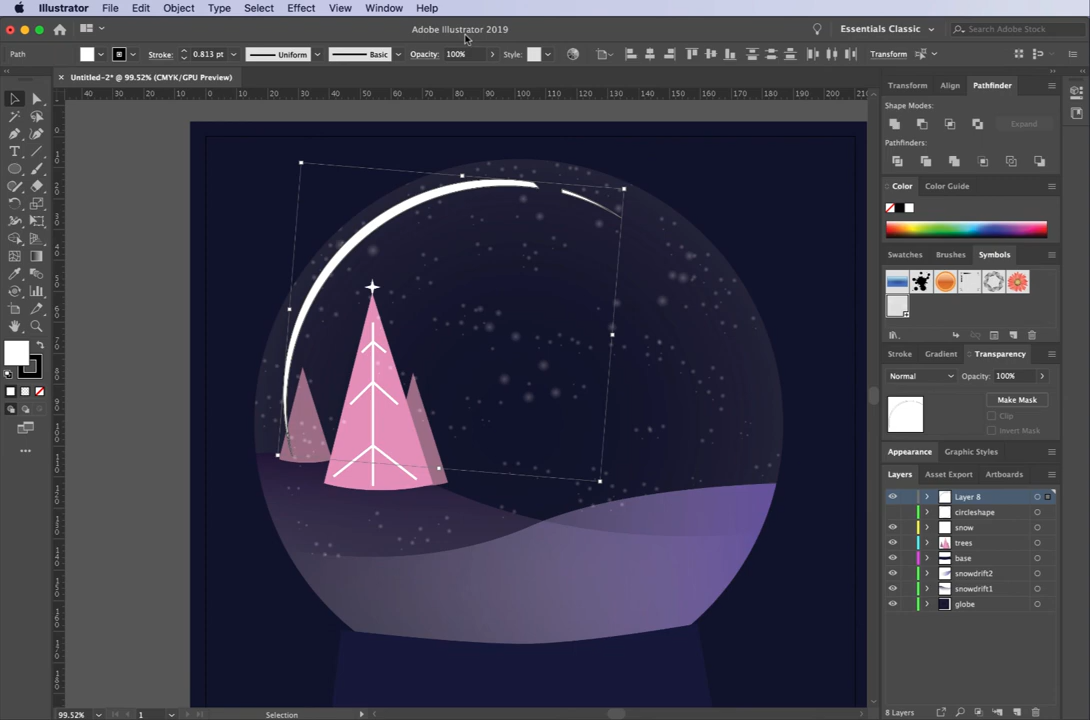 Illustrator File Edit Object Type Select Effect View Window Help
Adobe Illustrator 2019 Essentials Classic Search Adobe Stock
Path Stroke: 0.813 pt Uniform Basic Opacity: 100% Style: Transform
Untitled-2* @ 99.52% (CMYK/GPU Preview)
Transform Align Pathfinder
Shape Modes:
Expand
Pathfinders:
Color Color Guide
Swatches Brushes Symbols
Stroke Gradient Transparency
Normal Opacity: 100%
Make Mask
Clip
Invert Mask
Appearance Graphic Styles
Layers Asset Export Artboards
Layer 8
circleshape
snow
trees
base
snowdrift2
snowdrift1
globe
99.52% 1 Selection 8 Layers